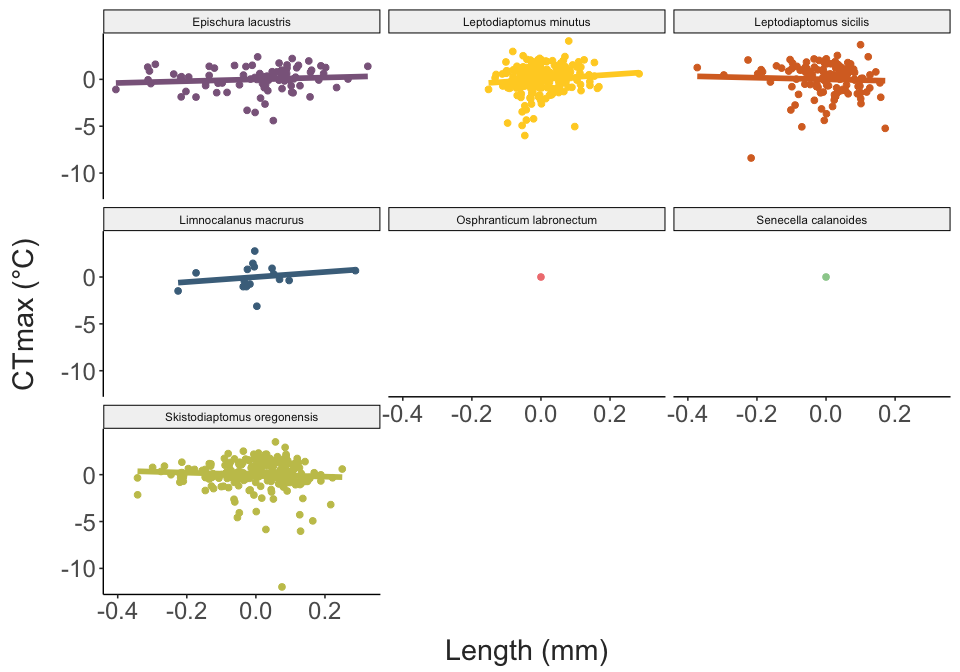 Epischura lacustris
Leptodiaptomus minutus
Leptodiaptomus sicilis
0
-5
-10
Limnocalanus macrurus
Osphranticum labronectum
Senecella calanoides
0
-5
-10
-0.4 -0.2 0.0 0.2
-0.4 -0.2 0.0 0.2
Skistodiaptomus oregonensis
0
-5
-10
-0.4 -0.2 0.0 0.2
CTmax (°C)
Length (mm)